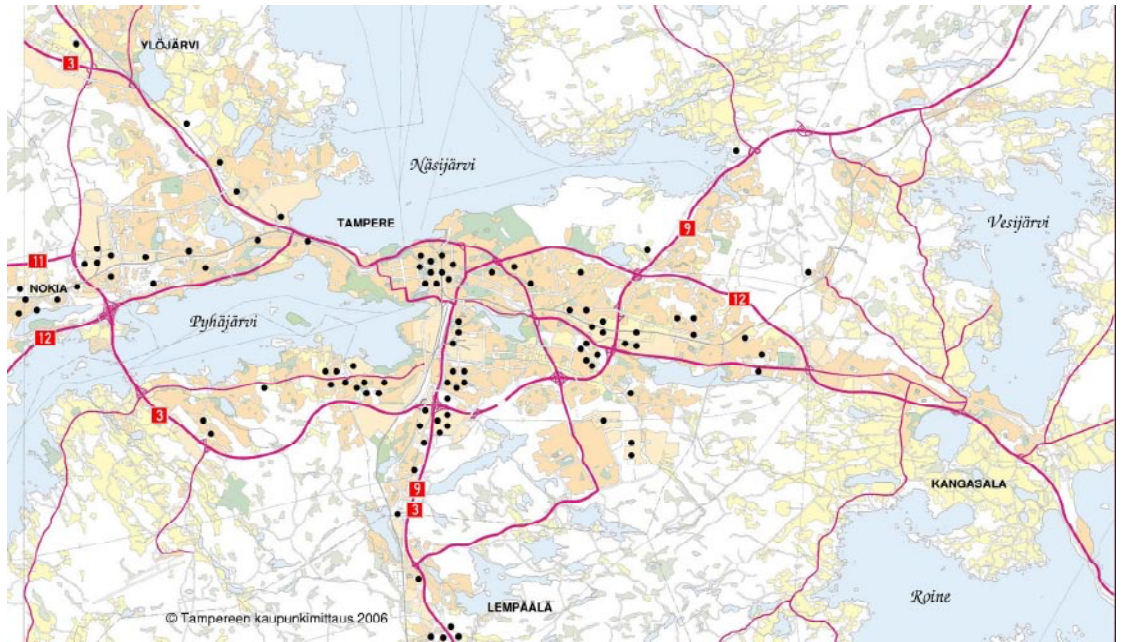 YLÖJÄRVI
3
Näsijärvi
TAMPERE
Vesijärvi
9
11
NOKIA
12
Pyhäjärvi
12
3
9
3
KANGASALA
Roine
LEMPÄÄLÄ
© Tampereen kaupunkimittaus 2006